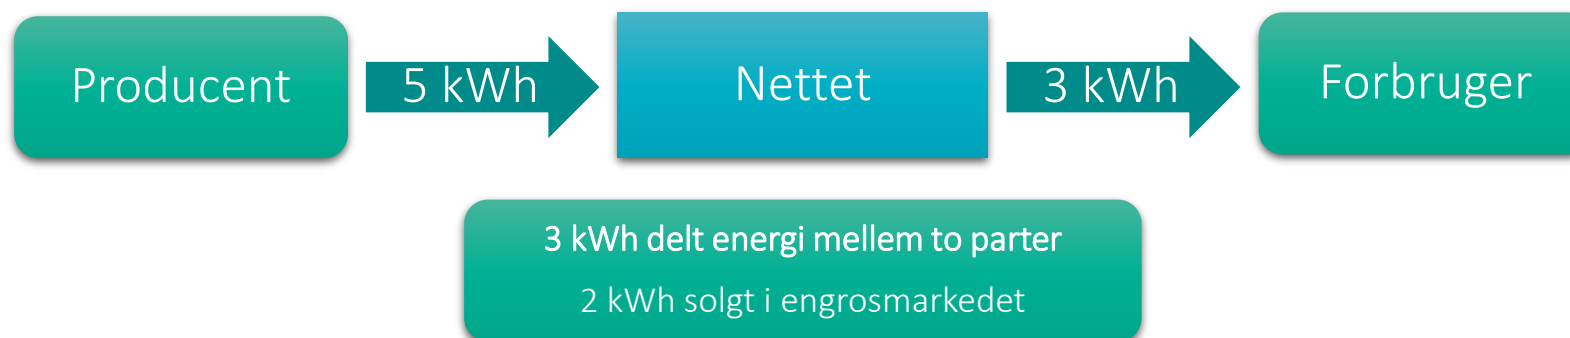 Producent
5 kWh
Nettet
3 kWh
Forbruger
3 kWh delt energi mellem to parter
2 kWh solgt i engrosmarkedet